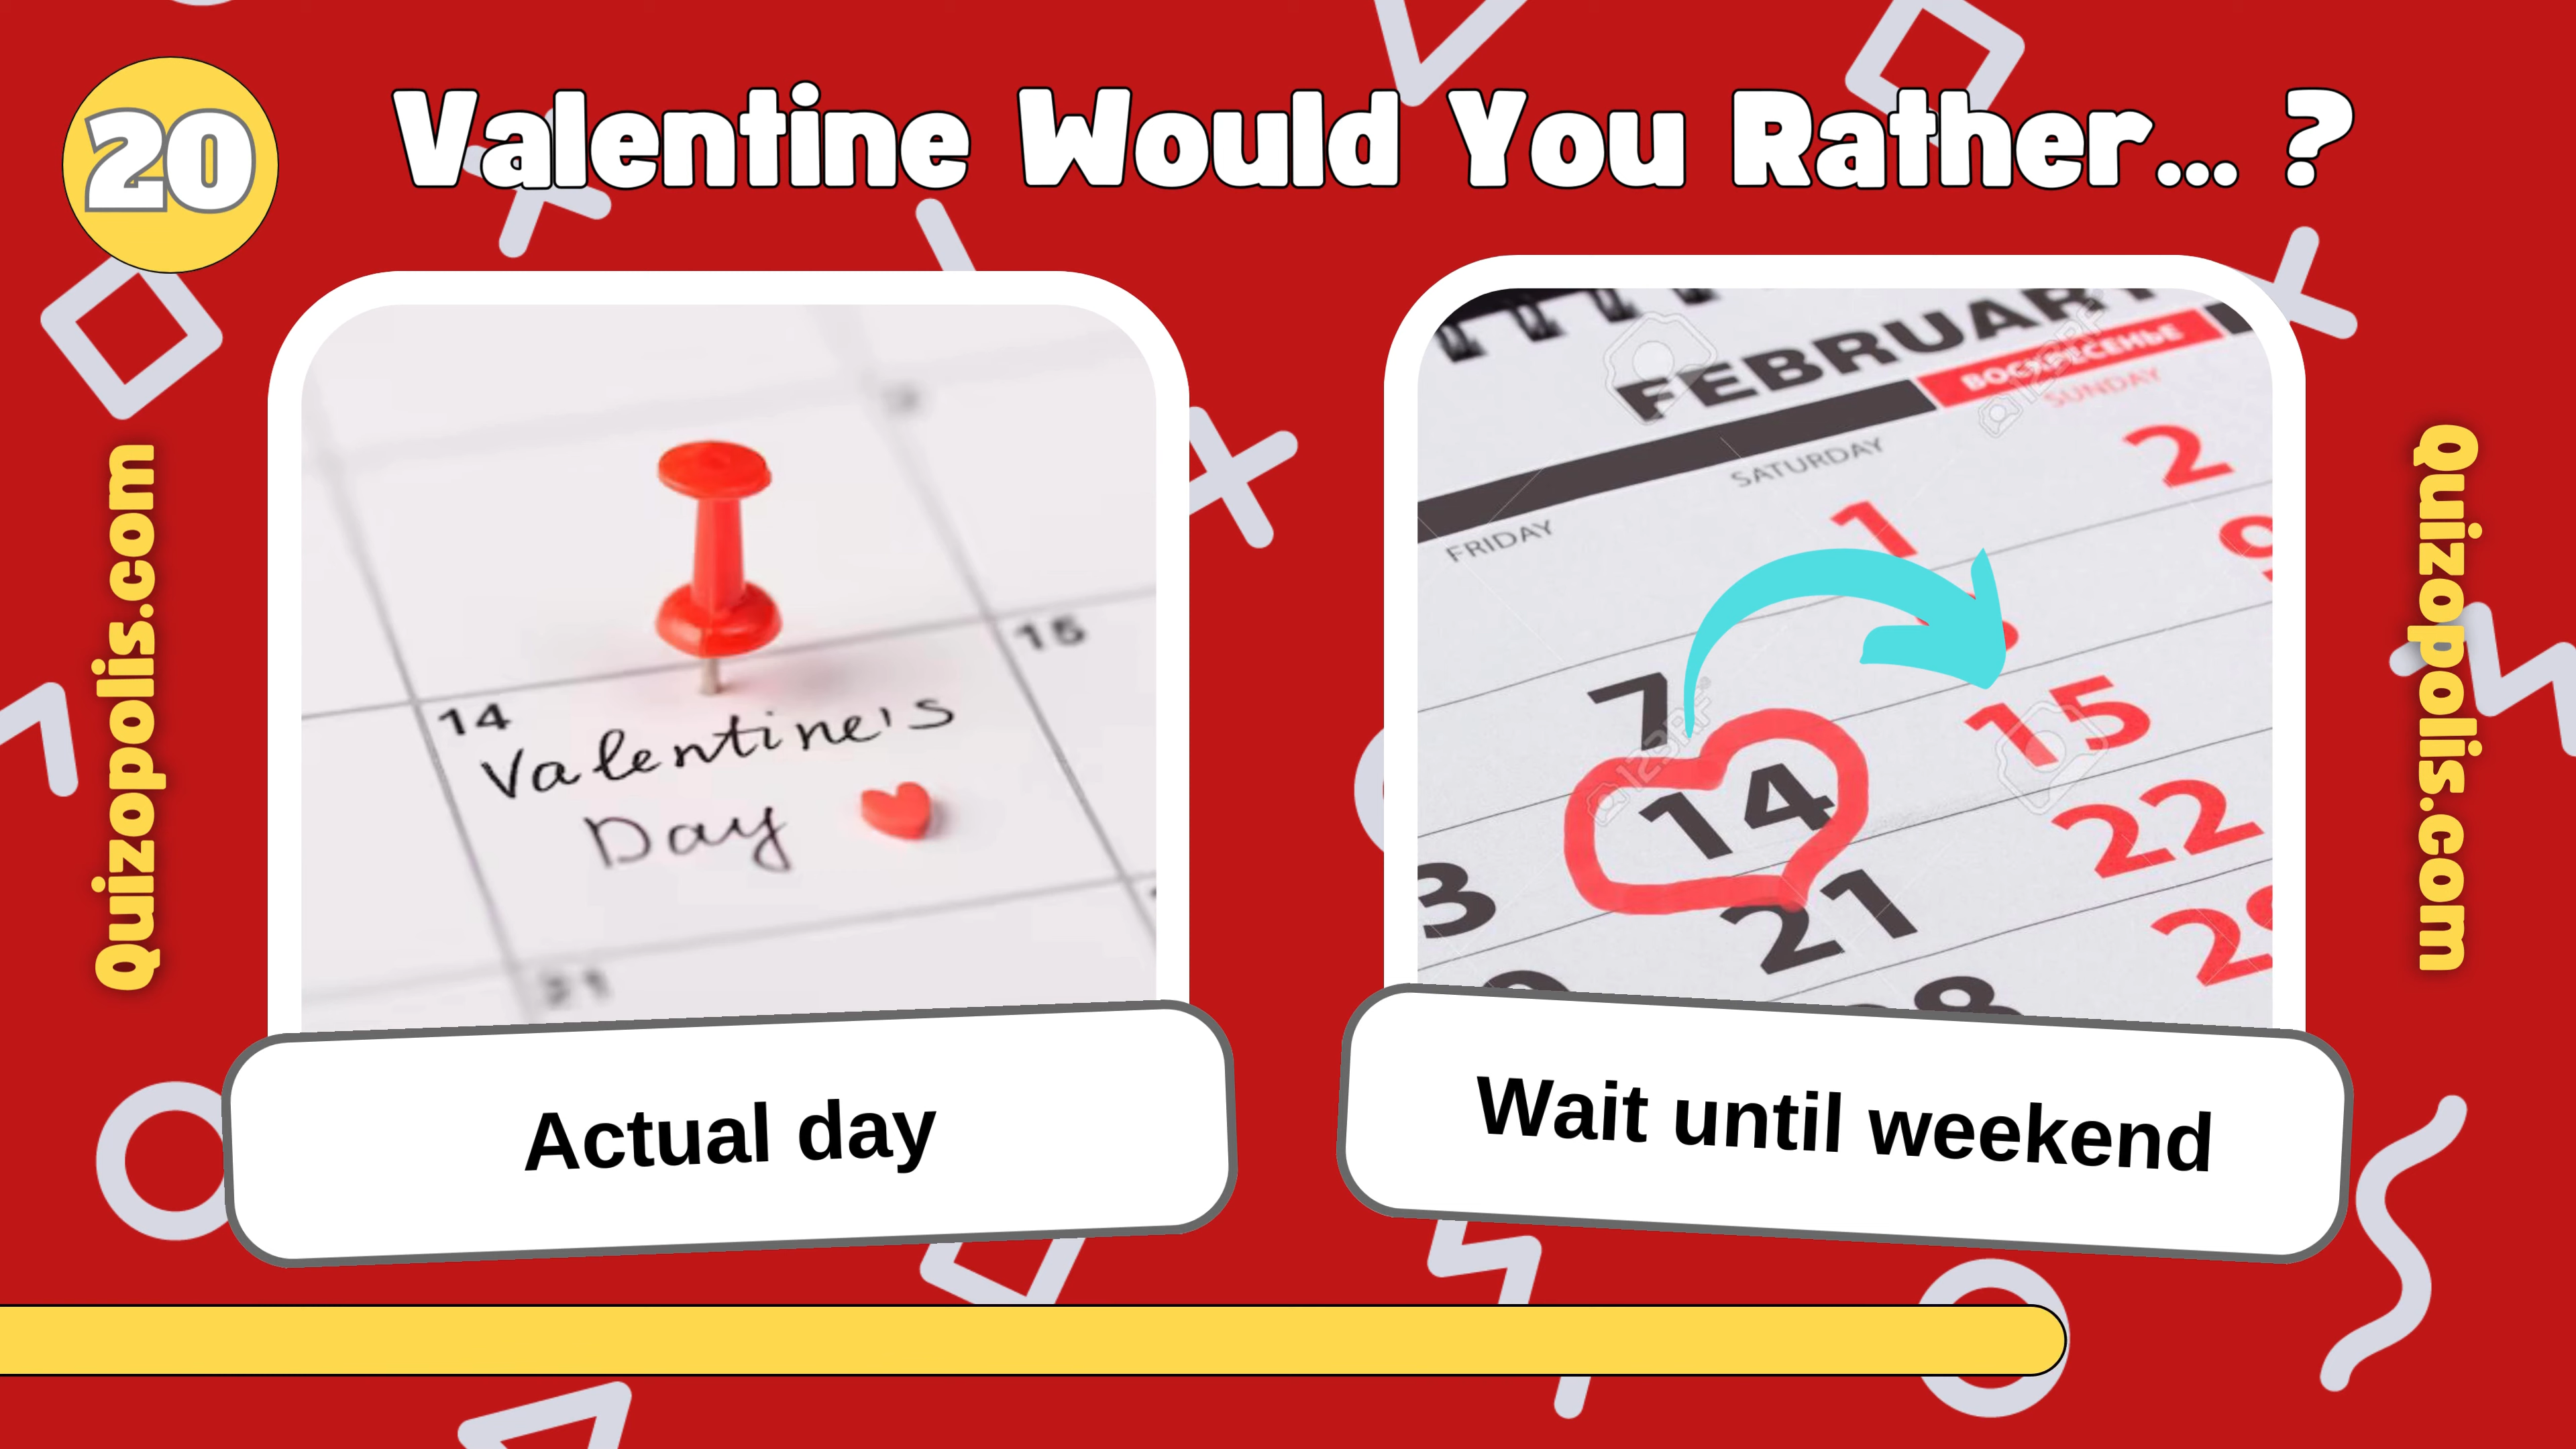 20
Valentine Would You Rather... ?
Quizopolis.com
14
15
Valentine's
Day
21
FEBRUARY
ВОСКРЕСЕНЬЕ
SUNDAY
SATURDAY
FRIDAY
1
2
9
7
14
15
21
22
Quizopolis.com
Actual day
Wait until weekend